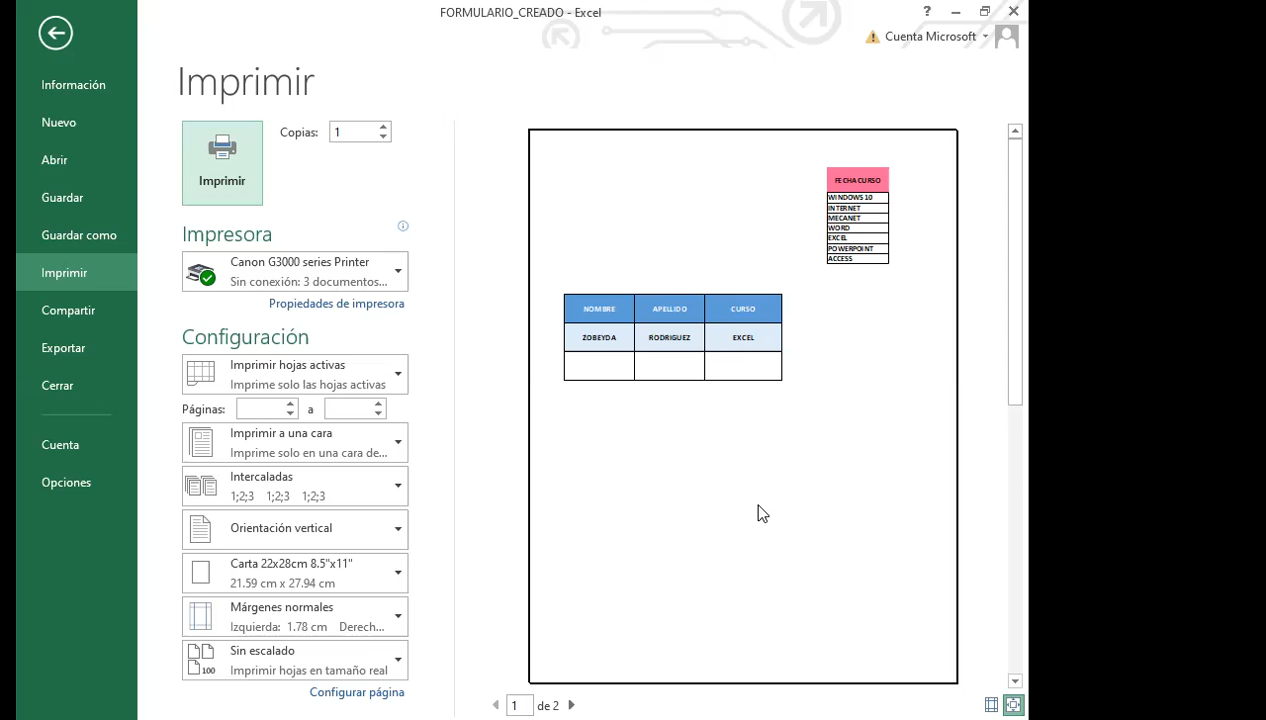 FORMULARIO_CREADO - Excel
?
Cuenta Microsoft
Información
Nuevo
Abrir
Guardar
Guardar como
Imprimir
Compartir
Exportar
Cerrar
Cuenta
Opciones
Imprimir
Imprimir
Copias: 1
Impresora
Canon G3000 series Printer
Sin conexión: 3 documentos...
Propiedades de impresora
Configuración
Imprimir hojas activas
Imprime solo las hojas activas
Páginas: a
Imprimir a una cara
Imprime solo en una cara de...
Intercaladas
1;2;3 1;2;3 1;2;3
Orientación vertical
Carta 22x28cm 8.5"x11"
21.59 cm x 27.94 cm
Márgenes normales
Izquierda: 1.78 cm Derech...
Sin escalado
Imprimir hojas en tamaño real
100
Configurar página
FECHA CURSO
WINDOWS 10
INTERNET
MECANET
WORD
EXCEL
POWERPOINT
ACCESS
NOMBRE APELLIDO CURSO
ZOBEYDA RODRIGUEZ EXCEL
1 de 2